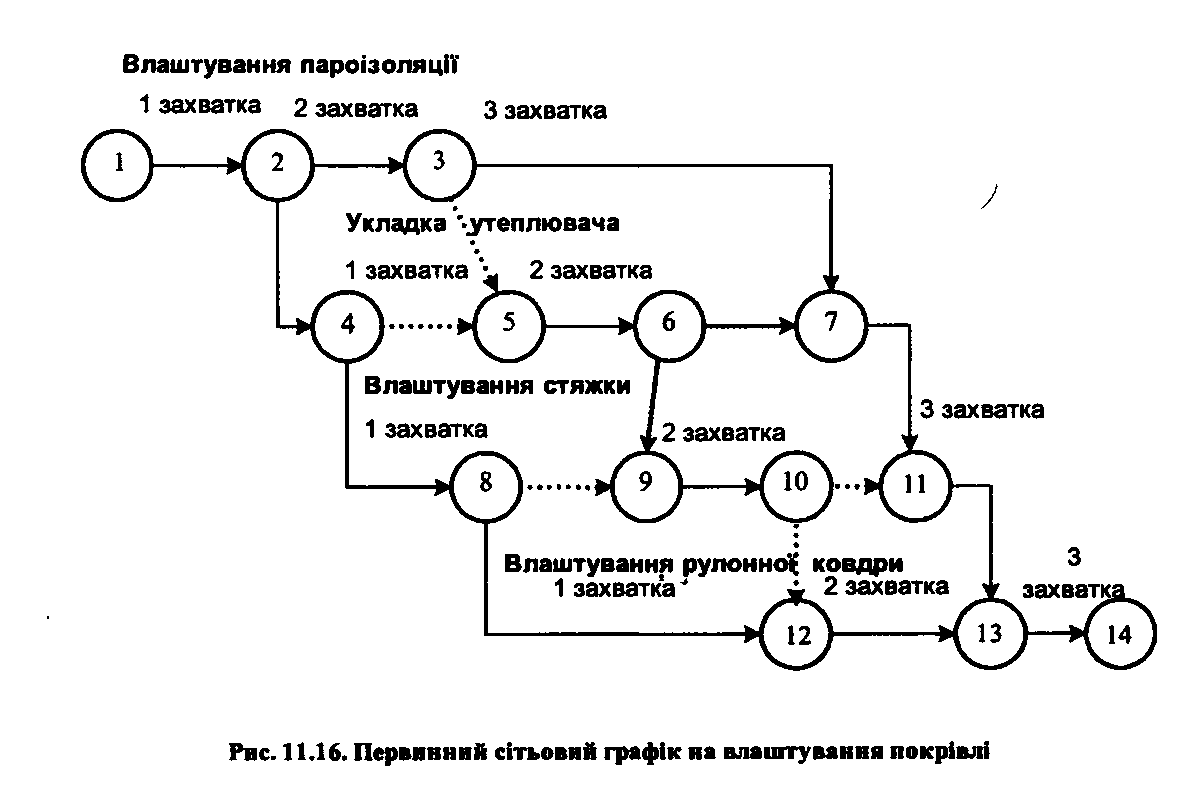 Влаштування пароізоляції
1 захватка 2 захватка 3 захватка
1 2 3
Укладка утеплювача
1 захватка 2 захватка
4 5 6 7
Влаштування стяжки
3 захватка
1 захватка 2 захватка
8 9 10 11
Влаштування рулонної ковдри
3
1 захватка 2 захватка захватка
12 13 14
Рис. 11.16. Первинний сітьовий графік на влаштування покрівлі